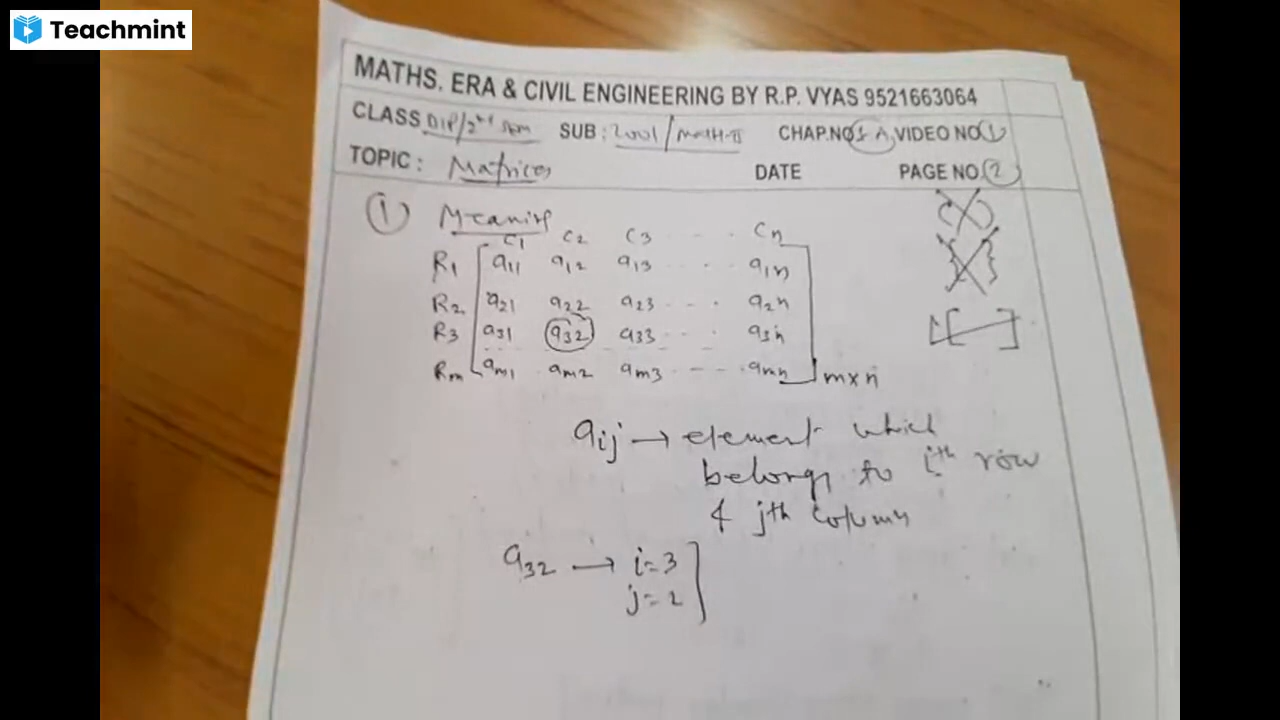 Teachmint
MATHS. ERA & CIVIL ENGINEERING BY R.P. VYAS 9521663064
CLASS DIP/2nd sem SUB : 2001/MATH-II CHAP.NO 1-A, VIDEO NO. 1
TOPIC : Matrices DATE PAGE NO. 2
1 Meaning
C1 C2 C3 . . . Cn
R1 a11 a12 a13 . . . a1n
R2 a21 a22 a23 . . . a2n
R3 a31 a32 a33 . . . a3n
Rm am1 am2 am3 - - - amn m×n
aij → element which
belongs to ith row
& jth column
a32 → i=3
j=2